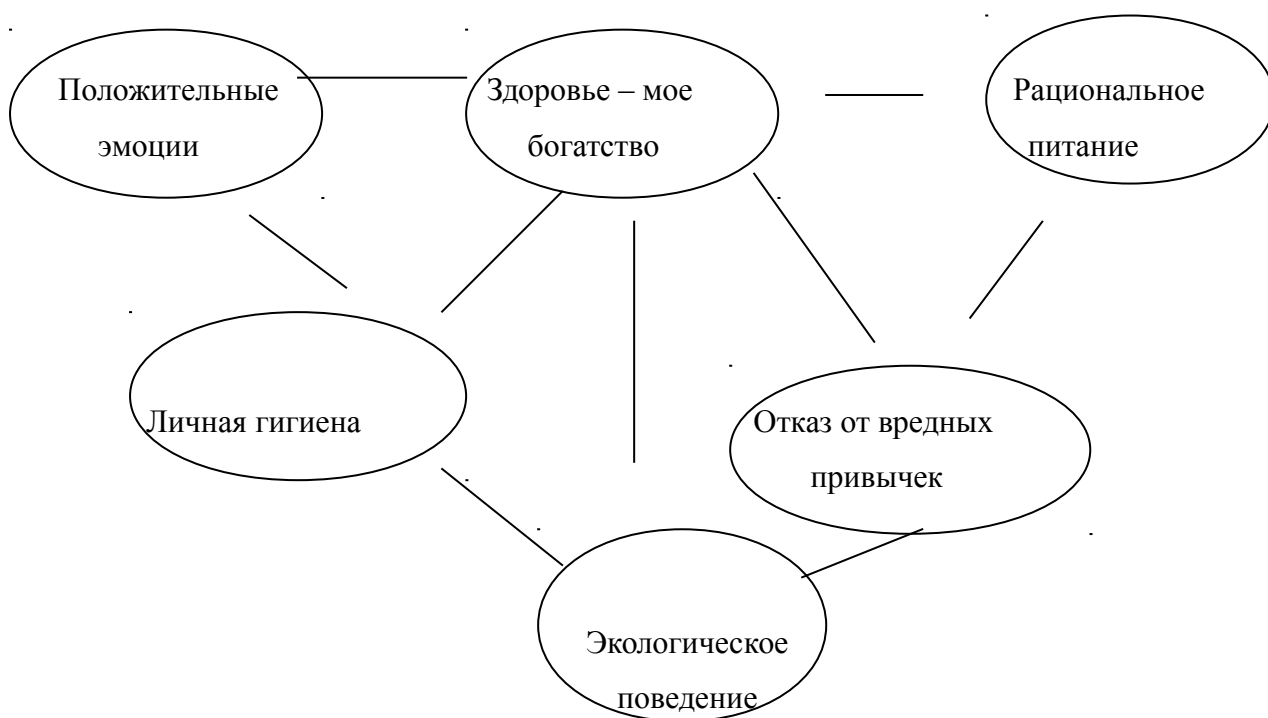 Положительные
эмоции
Здоровье – мое
богатство
Рациональное
питание
Личная гигиена
Отказ от вредных
привычек
Экологическое
поведение